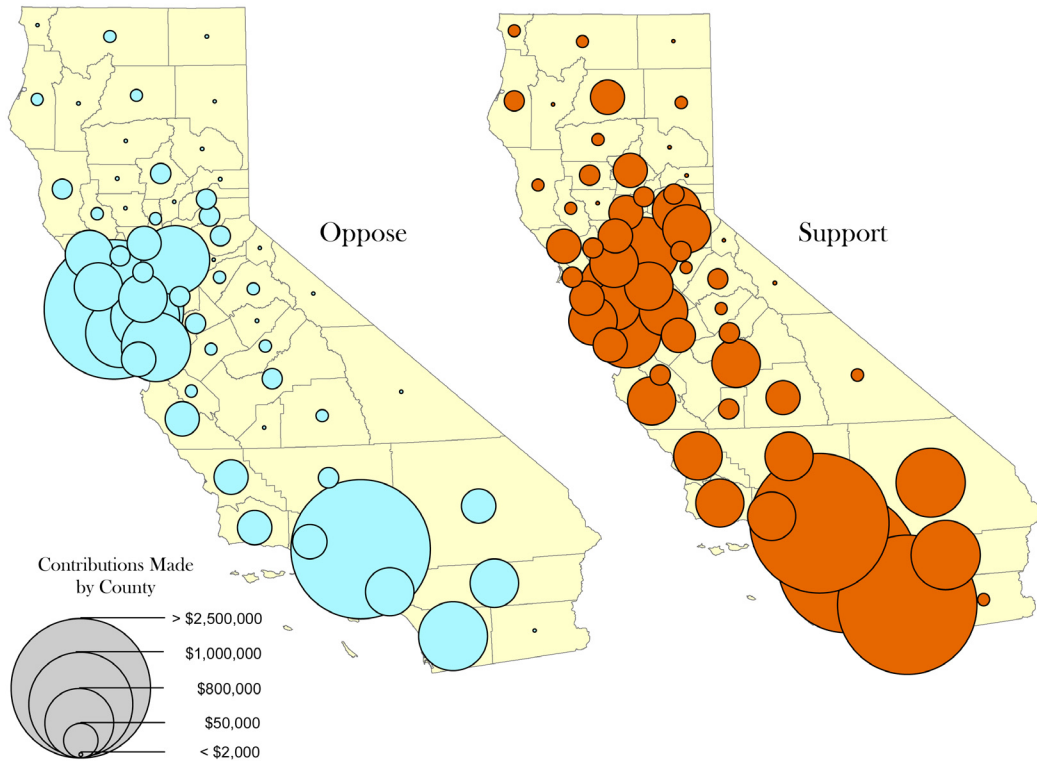 Oppose
Support
Contributions Made
by County
> $2,500,000
$1,000,000
$800,000
$50,000
< $2,000